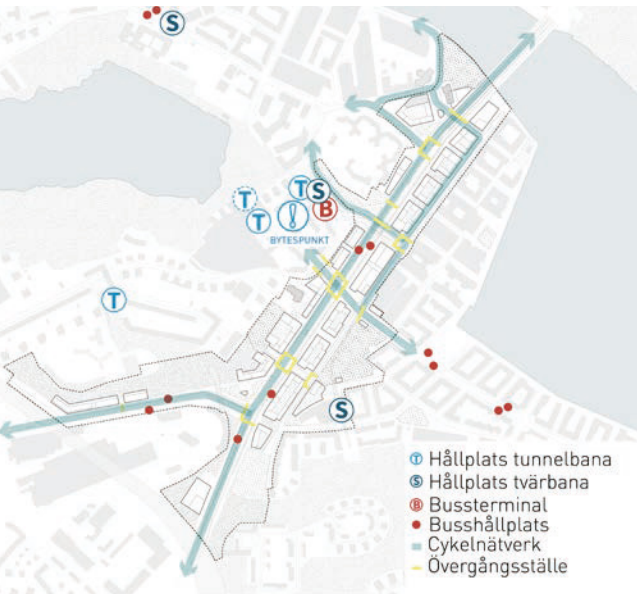 S
T
S
T
T
!
B
BYTESPUNKT
T
S
T Hållplats tunnelbana
S Hållplats tvärbana
B Bussterminal
Busshållplats
Cykelnätverk
Övergångsställe